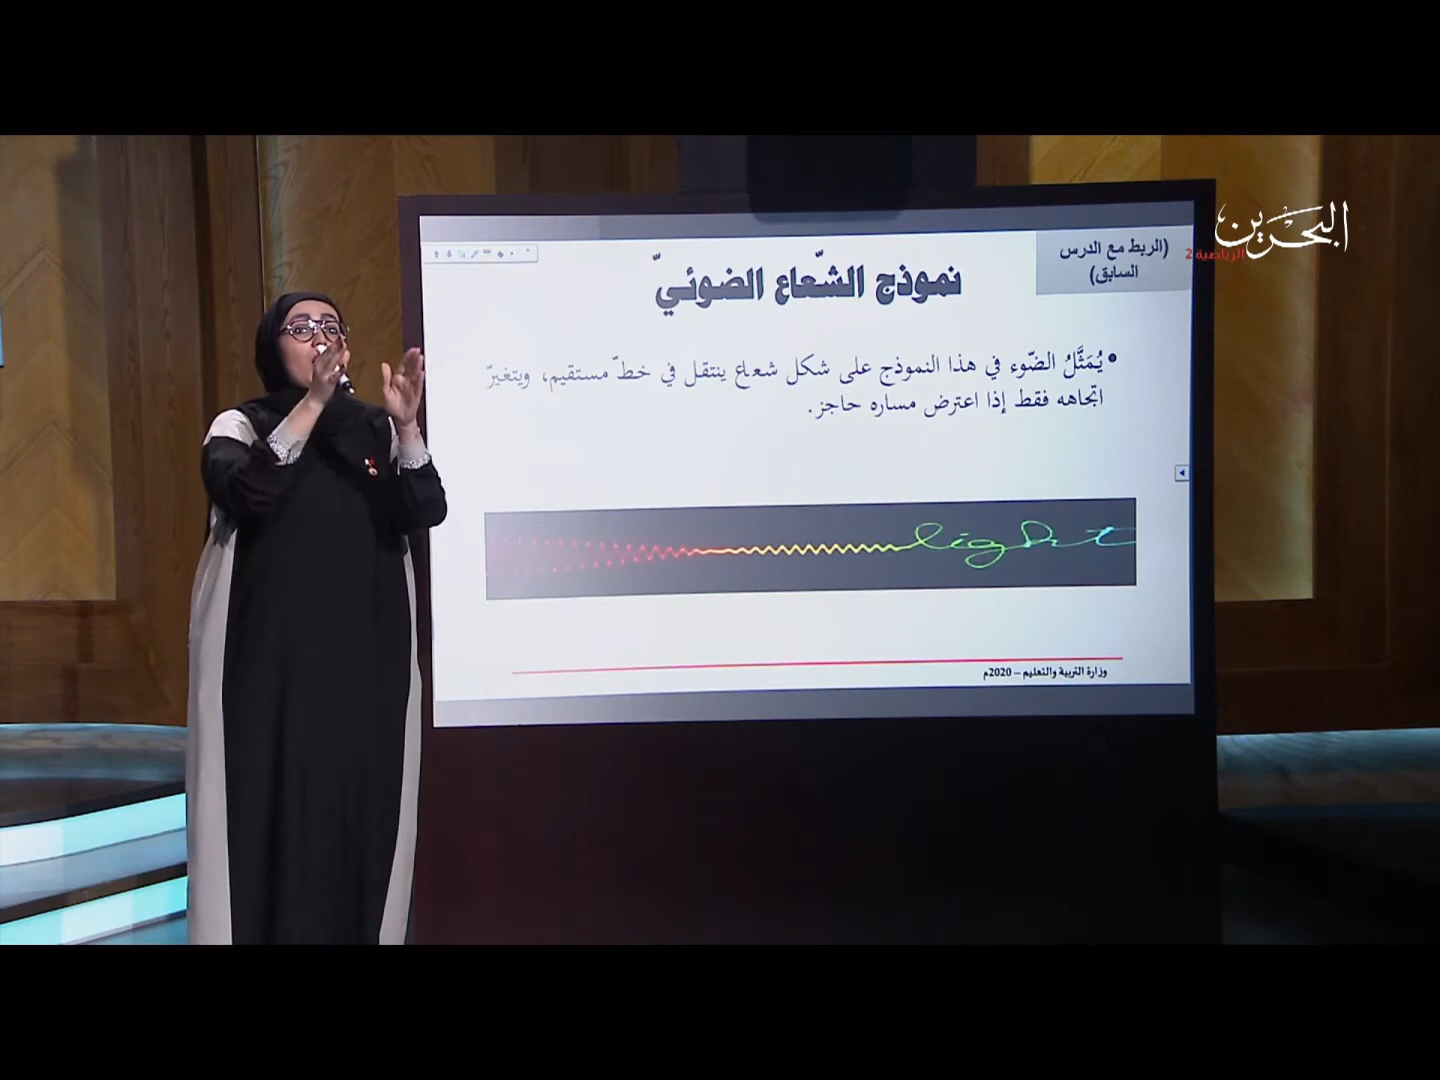 البحرين
الرياضية 2
(الربط مع الدرس
السابق)
نموذج الشّعاع الضوئيّ
• يُمَثَّلُ الضّوء في هذا النموذج على شكل شعاع ينتقل في خطّ مستقيم، ويتغيرّ
اتجاهه فقط إذا اعترض مساره حاجز.
light
وزارة التربية والتعليم – 2020م